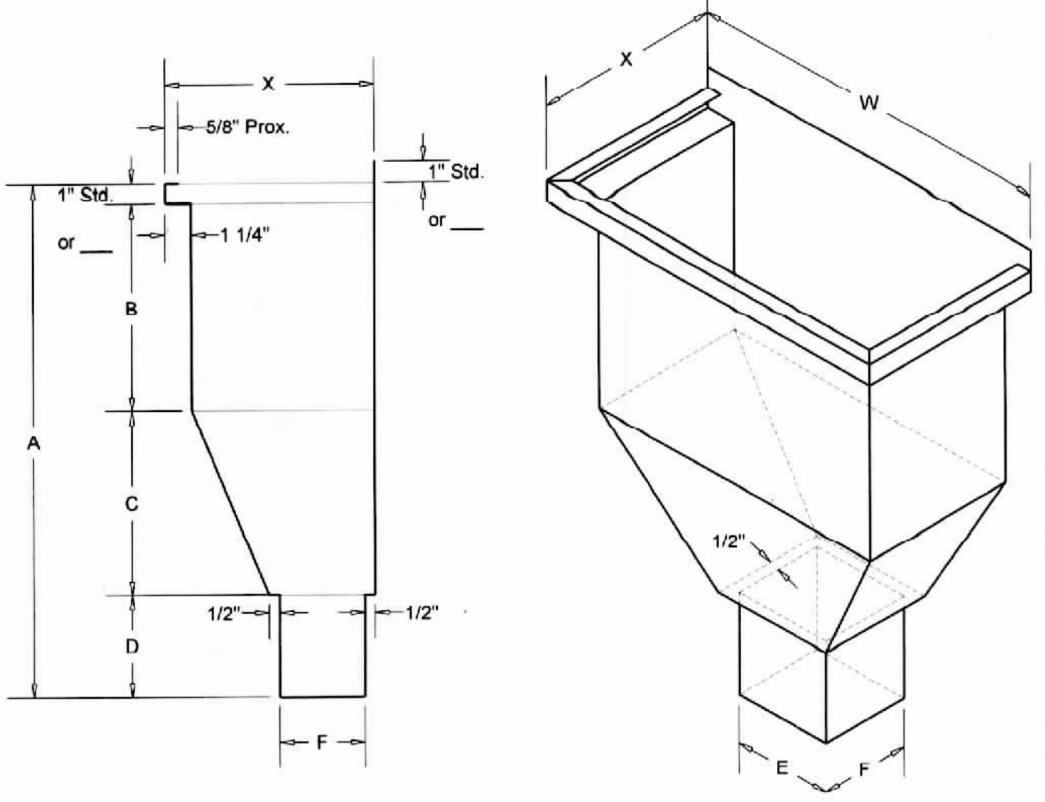 X
5/8" Prox.
1" Std.
or ___
1" Std.
or ___
1 1/4"
B
A
C
D
1/2"
1/2"
F
X
W
1/2"
E
F